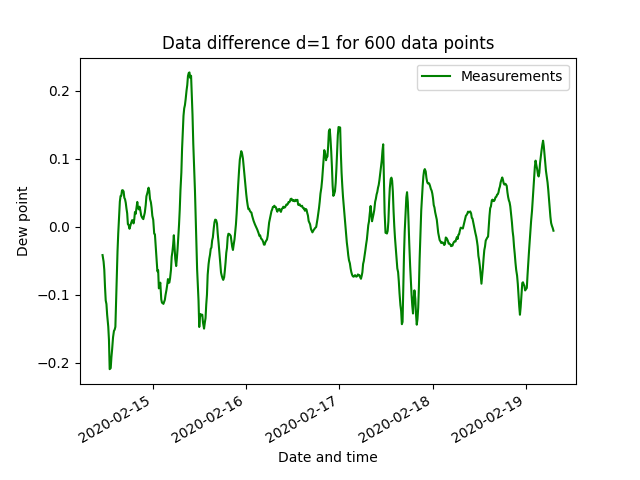 Data difference d=1 for 600 data points
Measurements
0.2
0.1
0.0
−0.1
−0.2
Dew point
2020-02-15
2020-02-16
2020-02-17
2020-02-18
2020-02-19
Date and time